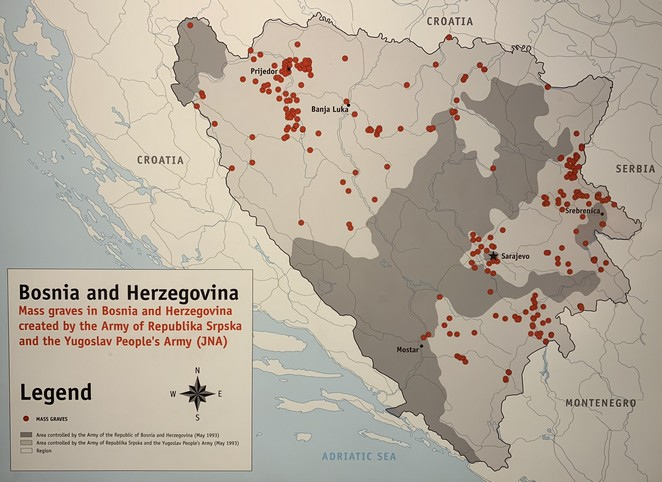 CROATIA
Prijedor
Banja Luka
CROATIA
SERBIA
Srebrenica
Sarajevo
Bosnia and Herzegovina
Mass graves in Bosnia and Herzegovina
created by the Army of Republika Srpska
and the Yugoslav People's Army (JNA)
Mostar
Legend
N
W E
S
MONTENEGRO
MASS GRAVES
Area controlled by the Army of the Republic of Bosnia and Herzegovina (May 1993)
Area controlled by the Army of Republika Srpska and the Yugoslav People's Army (May 1993)
Region
ADRIATIC SEA